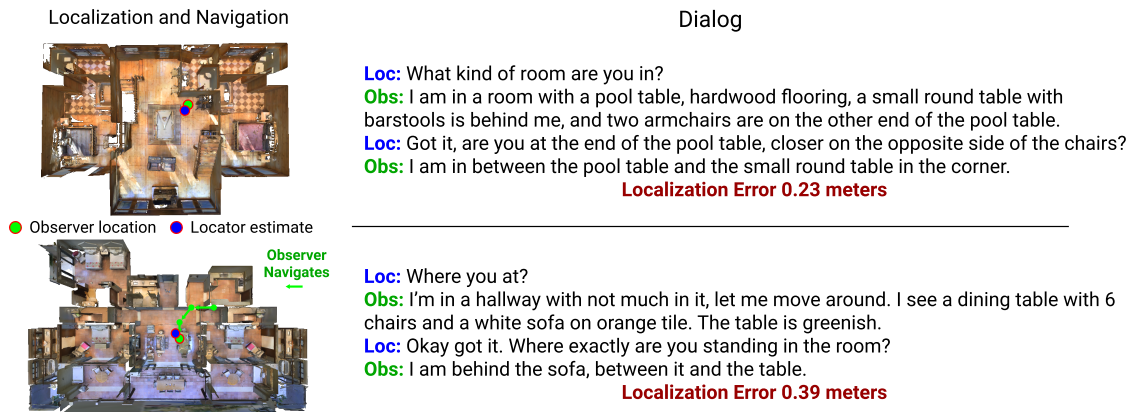 Localization and Navigation
Dialog
Loc: What kind of room are you in?
Obs: I am in a room with a pool table, hardwood flooring, a small round table with
barstools is behind me, and two armchairs are on the other end of the pool table.
Loc: Got it, are you at the end of the pool table, closer on the opposite side of the chairs?
Obs: I am in between the pool table and the small round table in the corner.
Localization Error 0.23 meters
Observer location
Locator estimate
Observer
Navigates
Loc: Where you at?
Obs: I’m in a hallway with not much in it, let me move around. I see a dining table with 6
chairs and a white sofa on orange tile. The table is greenish.
Loc: Okay got it. Where exactly are you standing in the room?
Obs: I am behind the sofa, between it and the table.
Localization Error 0.39 meters